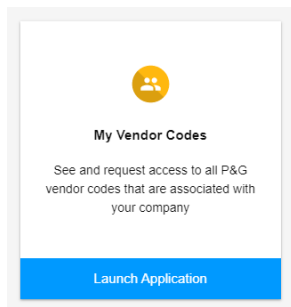 My Vendor Codes
See and request access to all P&G
vendor codes that are associated with
your company
Launch Application